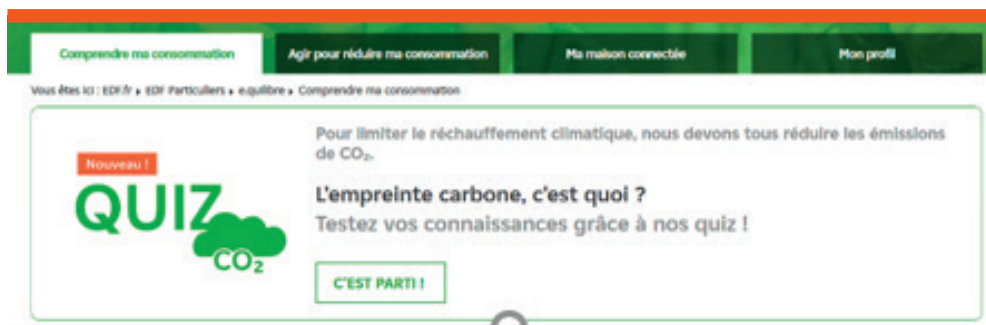 Comprendre ma consommation
Agir pour réduire ma consommation
Ma maison connectée
Mon profil
Vous êtes ici : EDF.fr ▸ EDF Particuliers ▸ e.quilibre ▸ Comprendre ma consommation
Nouveau !
QUIZ
CO₂
Pour limiter le réchauffement climatique, nous devons tous réduire les émissions
de CO₂.
L'empreinte carbone, c'est quoi ?
Testez vos connaissances grâce à nos quiz !
C'EST PARTI !